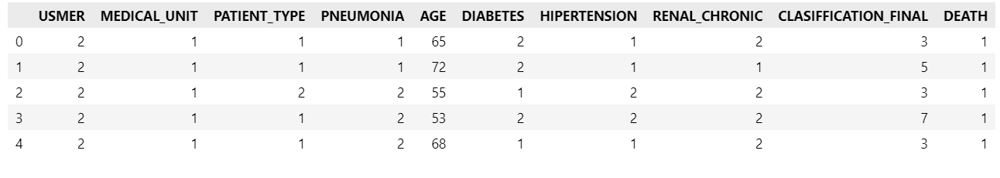 USMER MEDICAL_UNIT PATIENT_TYPE PNEUMONIA AGE DIABETES HIPERTENSION RENAL_CHRONIC CLASIFFICATION_FINAL DEATH
0 2 1 1 1 65 2 1 2 3 1
1 2 1 1 1 72 2 1 1 5 1
2 2 1 2 2 55 1 2 2 3 1
3 2 1 1 2 53 2 2 2 7 1
4 2 1 1 2 68 1 1 2 3 1